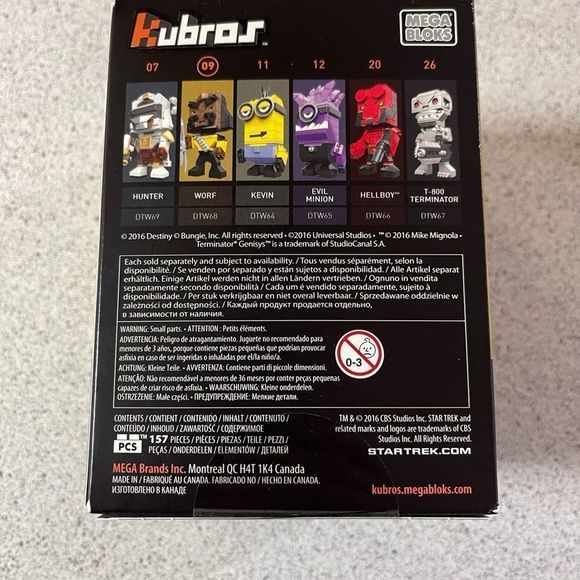 Kubros™
MEGA
BLOKS
07 09 11 12 20 26
HUNTER WORF KEVIN EVIL MINION HELLBOY™ T-800 TERMINATOR
DTW69 DTW68 DTW64 DTW65 DTW66 DTW67
© 2016 Destiny © Bungie, Inc. All rights reserved •©2016 Universal Studios • ™ © 2016 Mike Mignola •
Terminator® Genisys™ is a trademark of StudioCanal S.A.
Each sold separately and subject to availability. / Tous vendus séparément, selon la
disponibilité. / Se venden por separado y están sujetos a disponibilidad. / Alle Artikel separat
erhältlich. Einige Artikel werden nicht in allen Ländern vertrieben. / Ognuno in vendita
separatamente secondo disponibilità. / Cada um é vendido separadamente, sujeito à
disponibilidade. / Per stuk verkrijgbaar en niet overal leverbaar. / Sprzedawane oddzielnie w
zależności od dostępności. / Каждый продукт продается отдельно,
в зависимости от наличия.
WARNING: Small parts. • ATTENTION : Petits éléments.
ADVERTENCIA: Peligro de atragantamiento. Juguete no recomendado para
menores de 3 años, porque contiene piezas pequeñas que podrían provocar
asfixia en caso de ser ingeridas o inhaladas por el/la niño/a.
ACHTUNG: Kleine Teile. • AVVERTENZA: Contiene parti di piccole dimensioni.
ATENÇÃO: Não recomendável a menores de 36 meses por conter peças pequenas
capazes de criar asfixia. • WAARSCHUWING: Kleine onderdelen.
OSTRZEŻENIE: Małe części. • ПРЕДУПРЕЖДЕНИЕ: Мелкие детали.
0-3
CONTENTS / CONTENT / CONTENIDO / INHALT / CONTENUTO
CONTEÚDO / INHOUD / ZAWARTOŚĆ / СОДЕРЖИМОЕ
PCS™ 157 PIECES / PIÈCES / PIEZAS / TEILE / PEZZI /
PEÇAS / ONDERDELEN / ELEMENTÓW / ДЕТАЛЕЙ
MEGA Brands Inc. Montreal QC H4T 1K4 Canada
MADE IN / FABRIQUÉ AU CANADA. FABRICADO NO / HECHO EN CANADA.
ИЗГОТОВЛЕНО В КАНАДЕ
TM & © 2016 CBS Studios Inc. STAR TREK and
related marks and logos are trademarks of CBS
Studios Inc. All Rights Reserved.
STARTREK.COM
kubros.megabloks.com